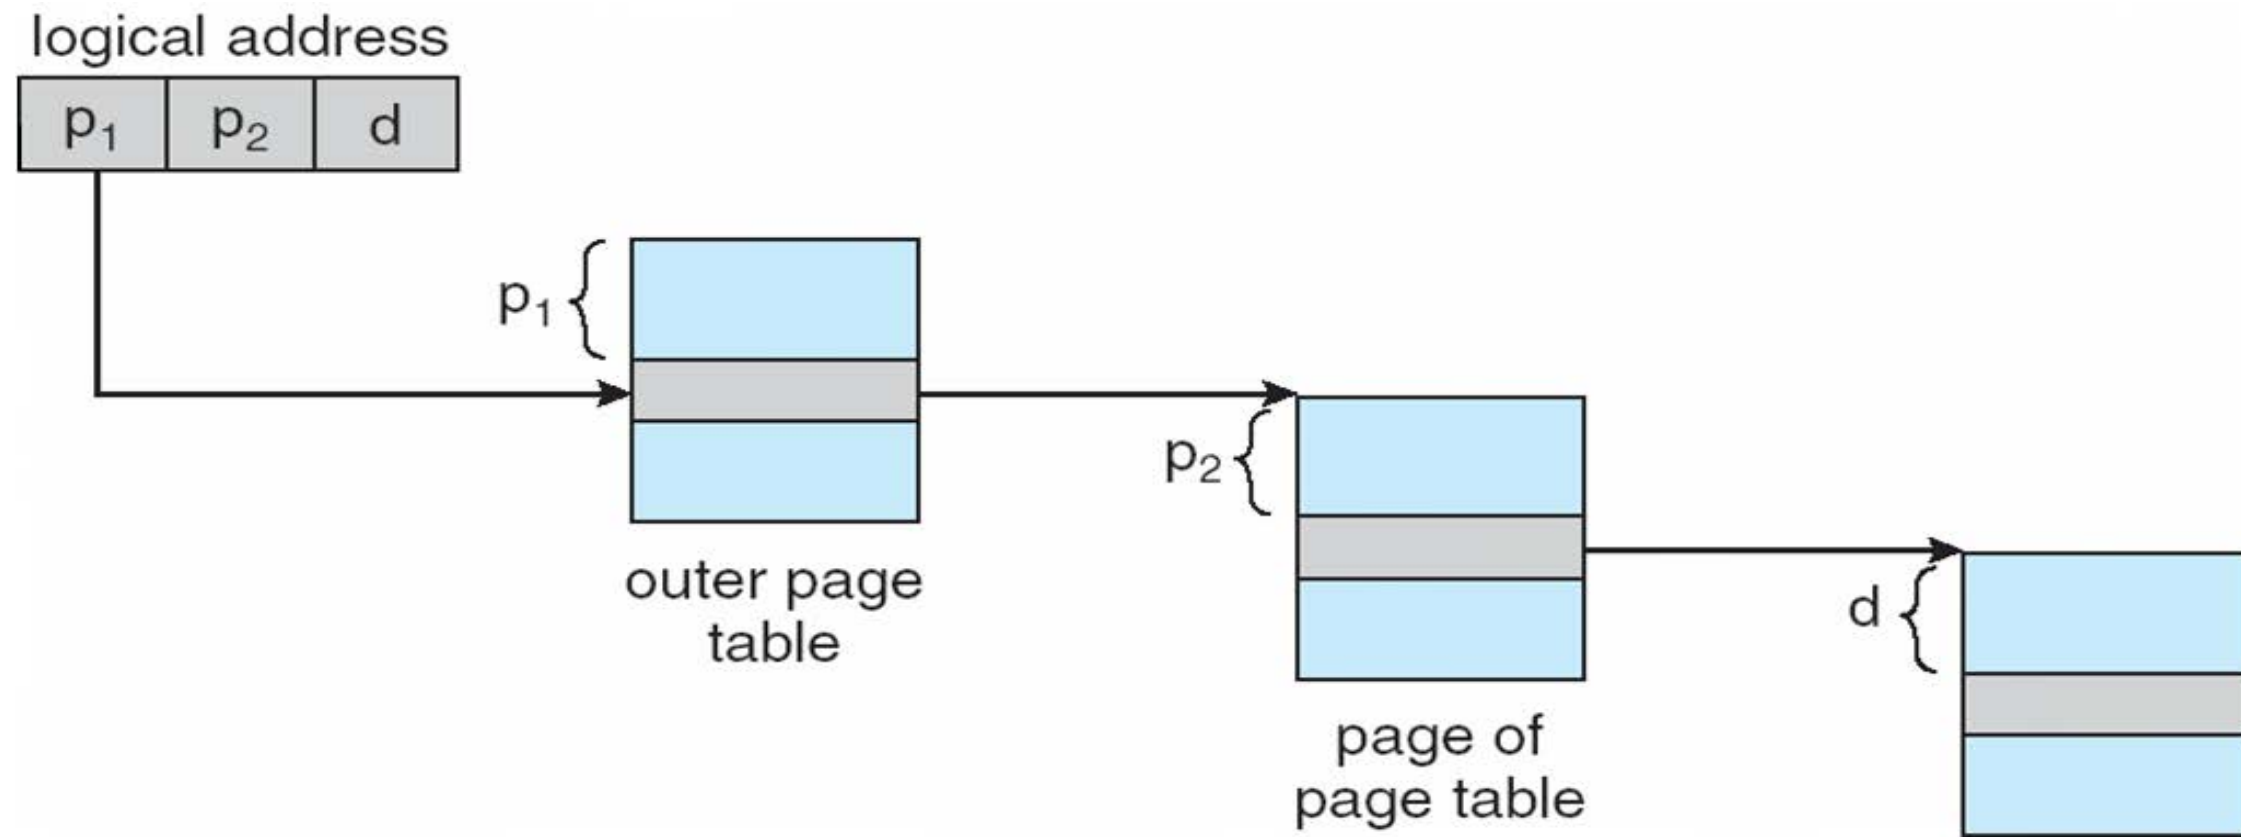 logical address
p₁ p₂ d
p₁
outer page
table
p₂
page of
page table
d